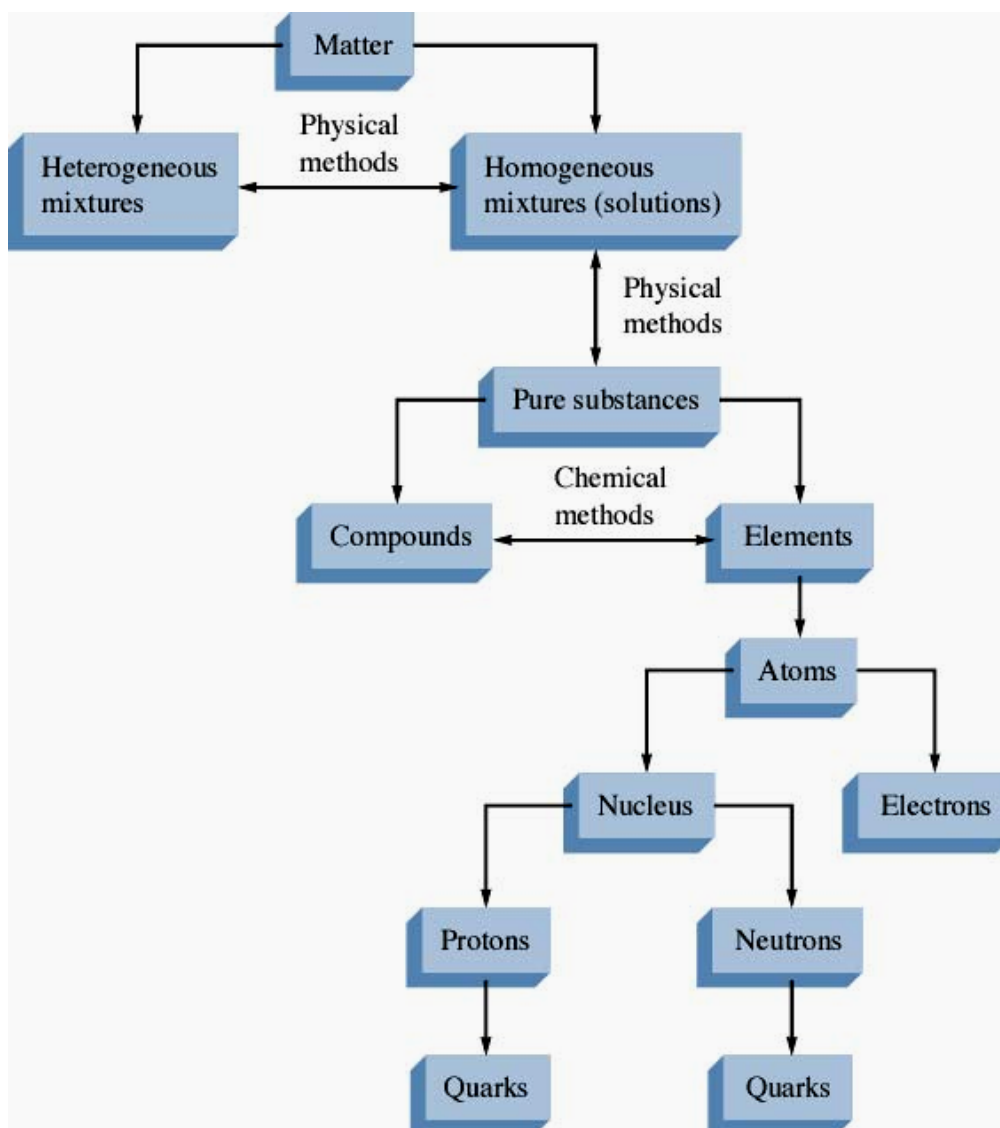 Matter
Physical
methods
Heterogeneous
mixtures
Homogeneous
mixtures (solutions)
Physical
methods
Pure substances
Chemical
methods
Compounds
Elements
Atoms
Nucleus
Electrons
Protons
Neutrons
Quarks
Quarks